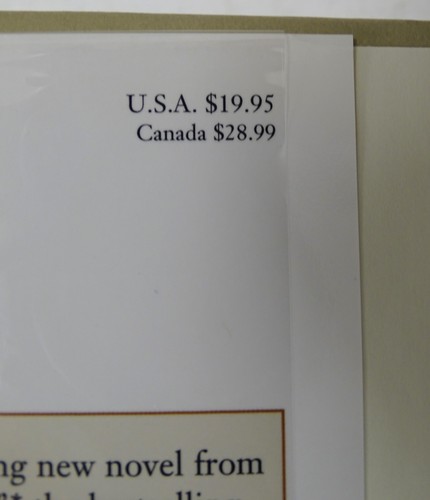 U.S.A. $19.95
Canada $28.99
ng new novel from